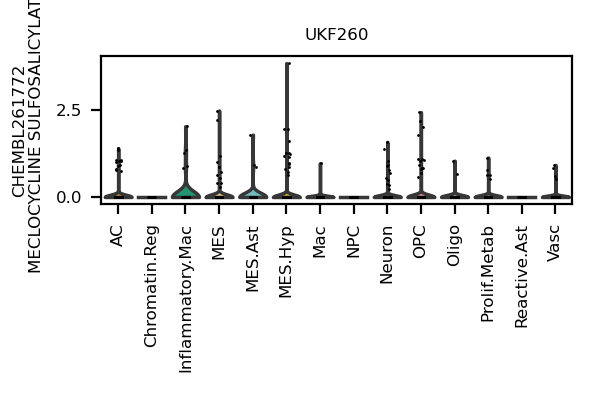 UKF260
CHEMBL261772
MECLOCYCLINE SULFOSALICYLAT
2.5
0.0
AC
Chromatin.Reg
Inflammatory.Mac
MES
MES.Ast
MES.Hyp
Mac
NPC
Neuron
OPC
Oligo
Prolif.Metab
Reactive.Ast
Vasc